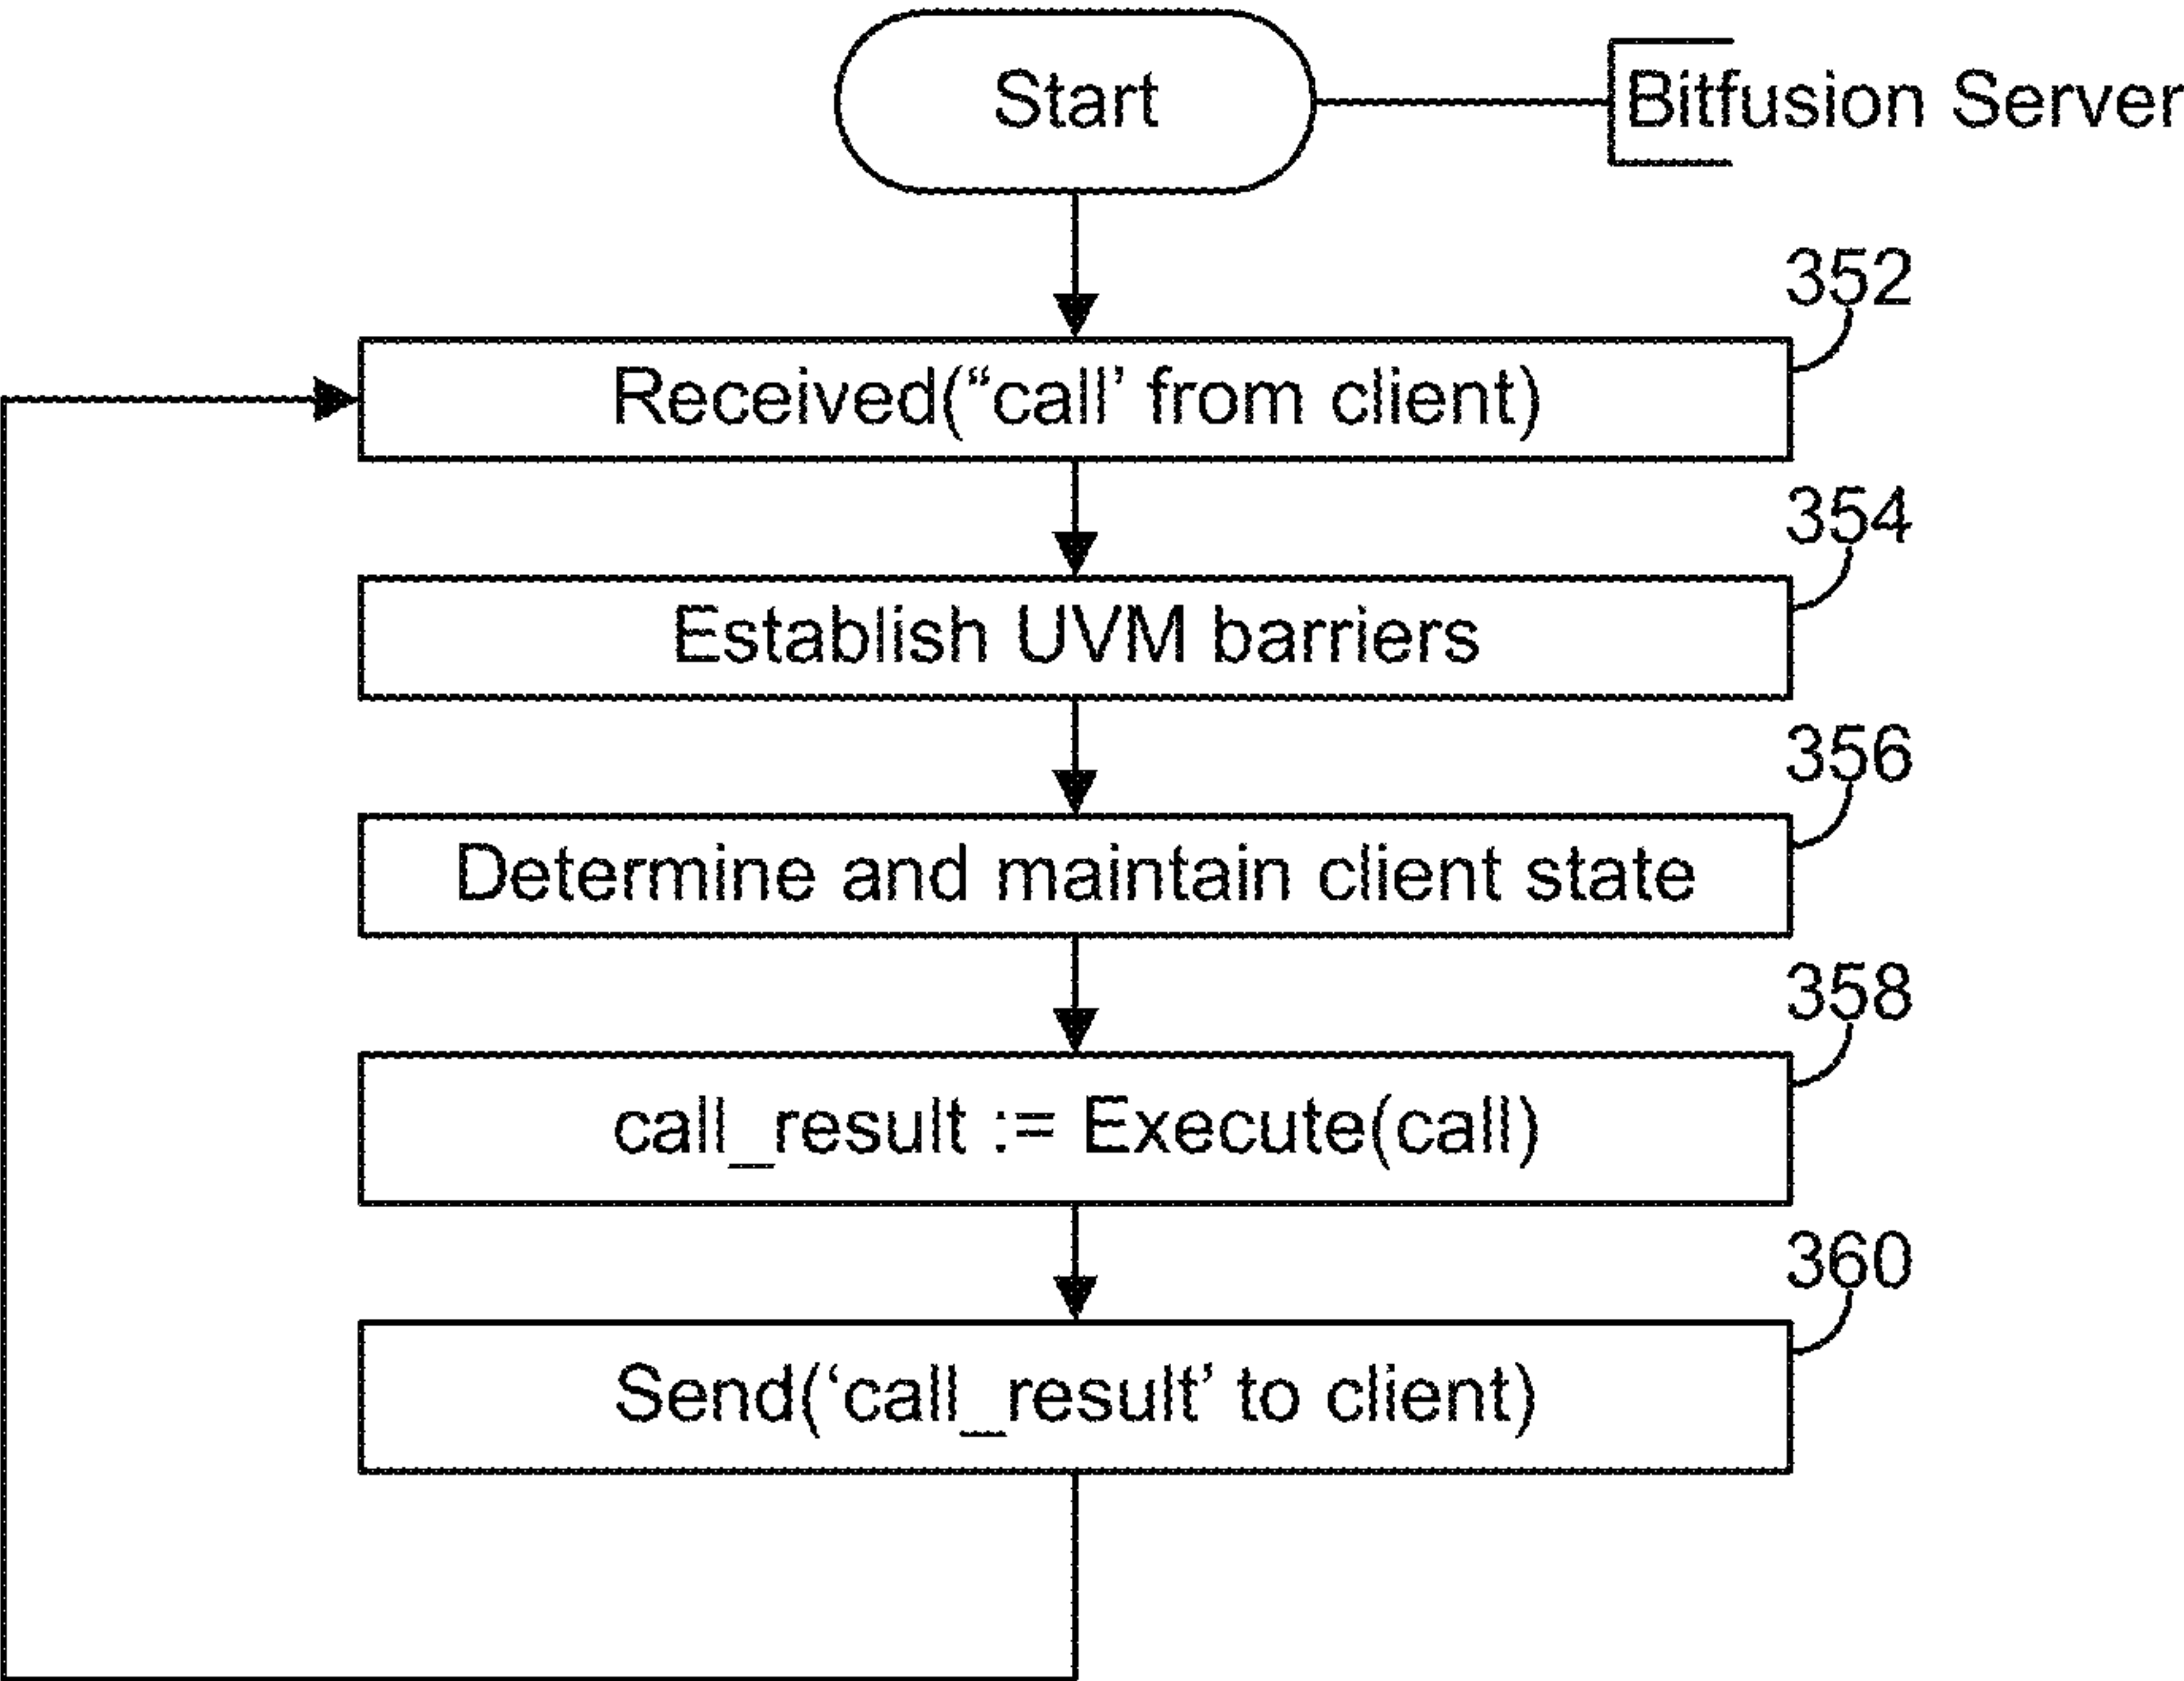 Start
Bitfusion Server
352
Received(“call’ from client)
354
Establish UVM barriers
356
Determine and maintain client state
358
call_result := Execute(call)
360
Send(‘call_result’ to client)